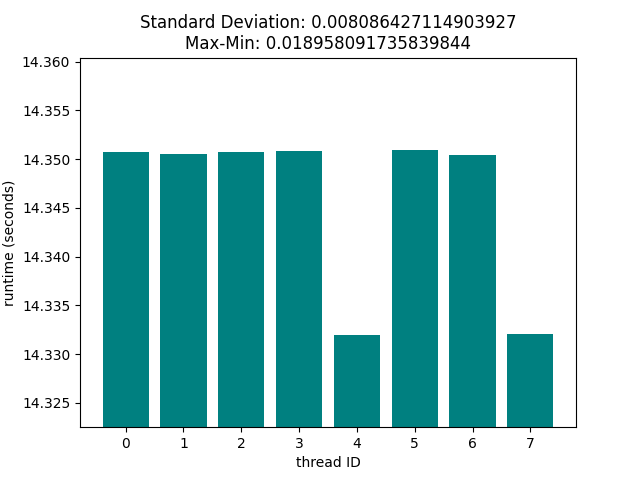 Standard Deviation: 0.008086427114903927
Max-Min: 0.018958091735839844
14.360
14.355
14.350
14.345
14.340
14.335
14.330
14.325
runtime (seconds)
0 1 2 3 4 5 6 7
thread ID